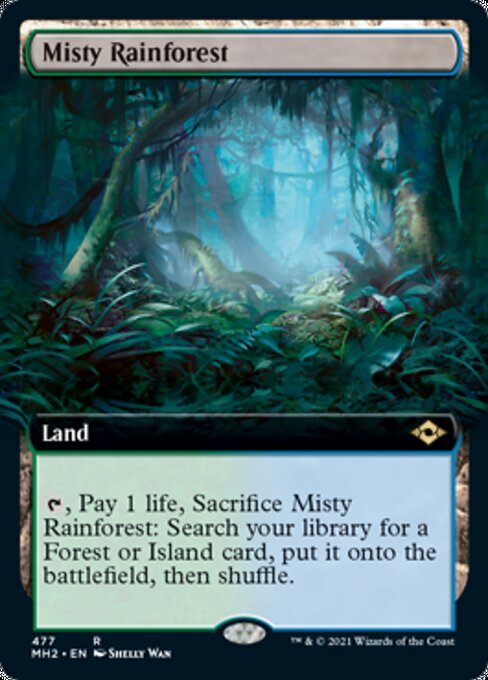 Misty Rainforest
Land
, Pay 1 life, Sacrifice Misty
Rainforest: Search your library for a
Forest or Island card, put it onto the
battlefield, then shuffle.
477 R
MH2 • EN Shelly Wan
™ & © 2021 Wizards of the Coast